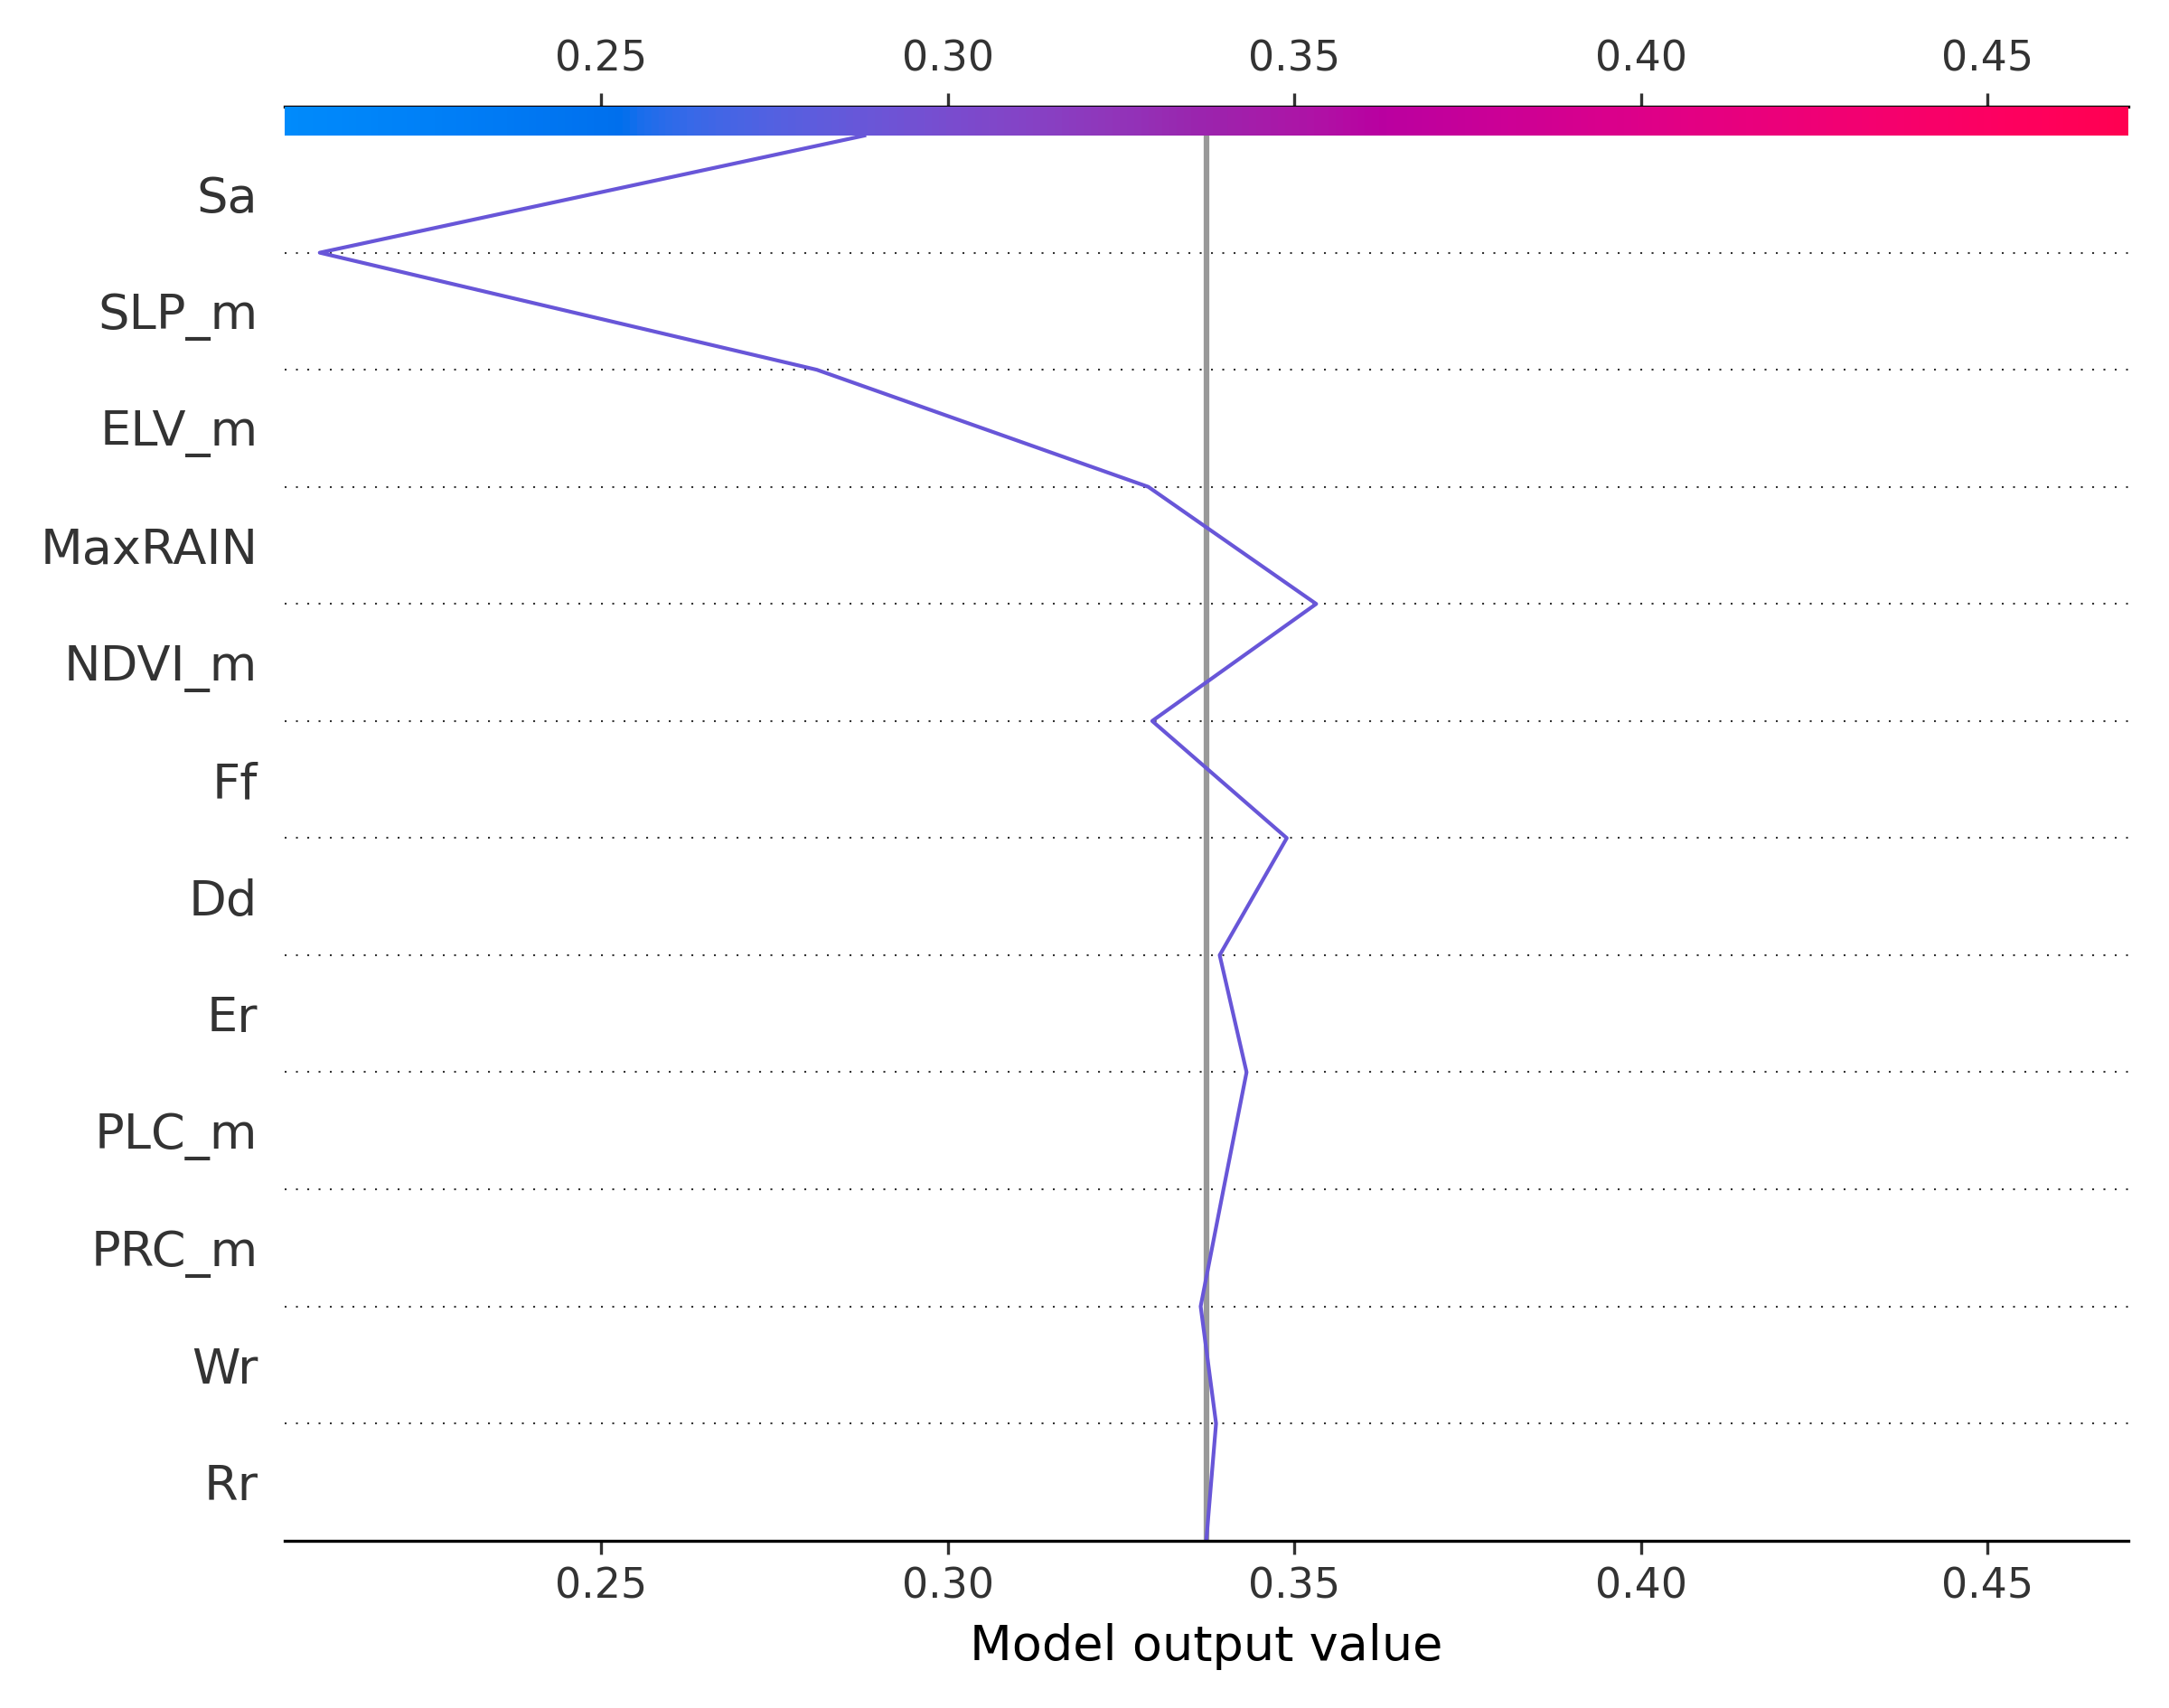 0.25 0.30 0.35 0.40 0.45
Sa
SLP_m
ELV_m
MaxRAIN
NDVI_m
Ff
Dd
Er
PLC_m
PRC_m
Wr
Rr
0.25 0.30 0.35 0.40 0.45
Model output value